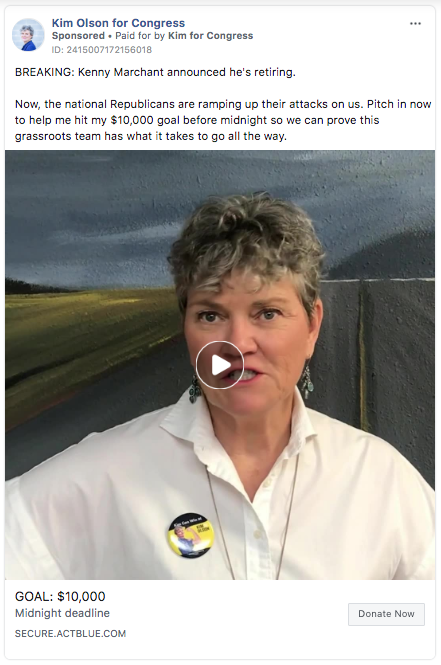 Kim Olson for Congress
Sponsored • Paid for by Kim for Congress
ID: 2415007172156018
...
BREAKING: Kenny Marchant announced he's retiring.
Now, the national Republicans are ramping up their attacks on us. Pitch in now
to help me hit my $10,000 goal before midnight so we can prove this
grassroots team has what it takes to go all the way.
GOAL: $10,000
Midnight deadline
Donate Now
SECURE.ACTBLUE.COM